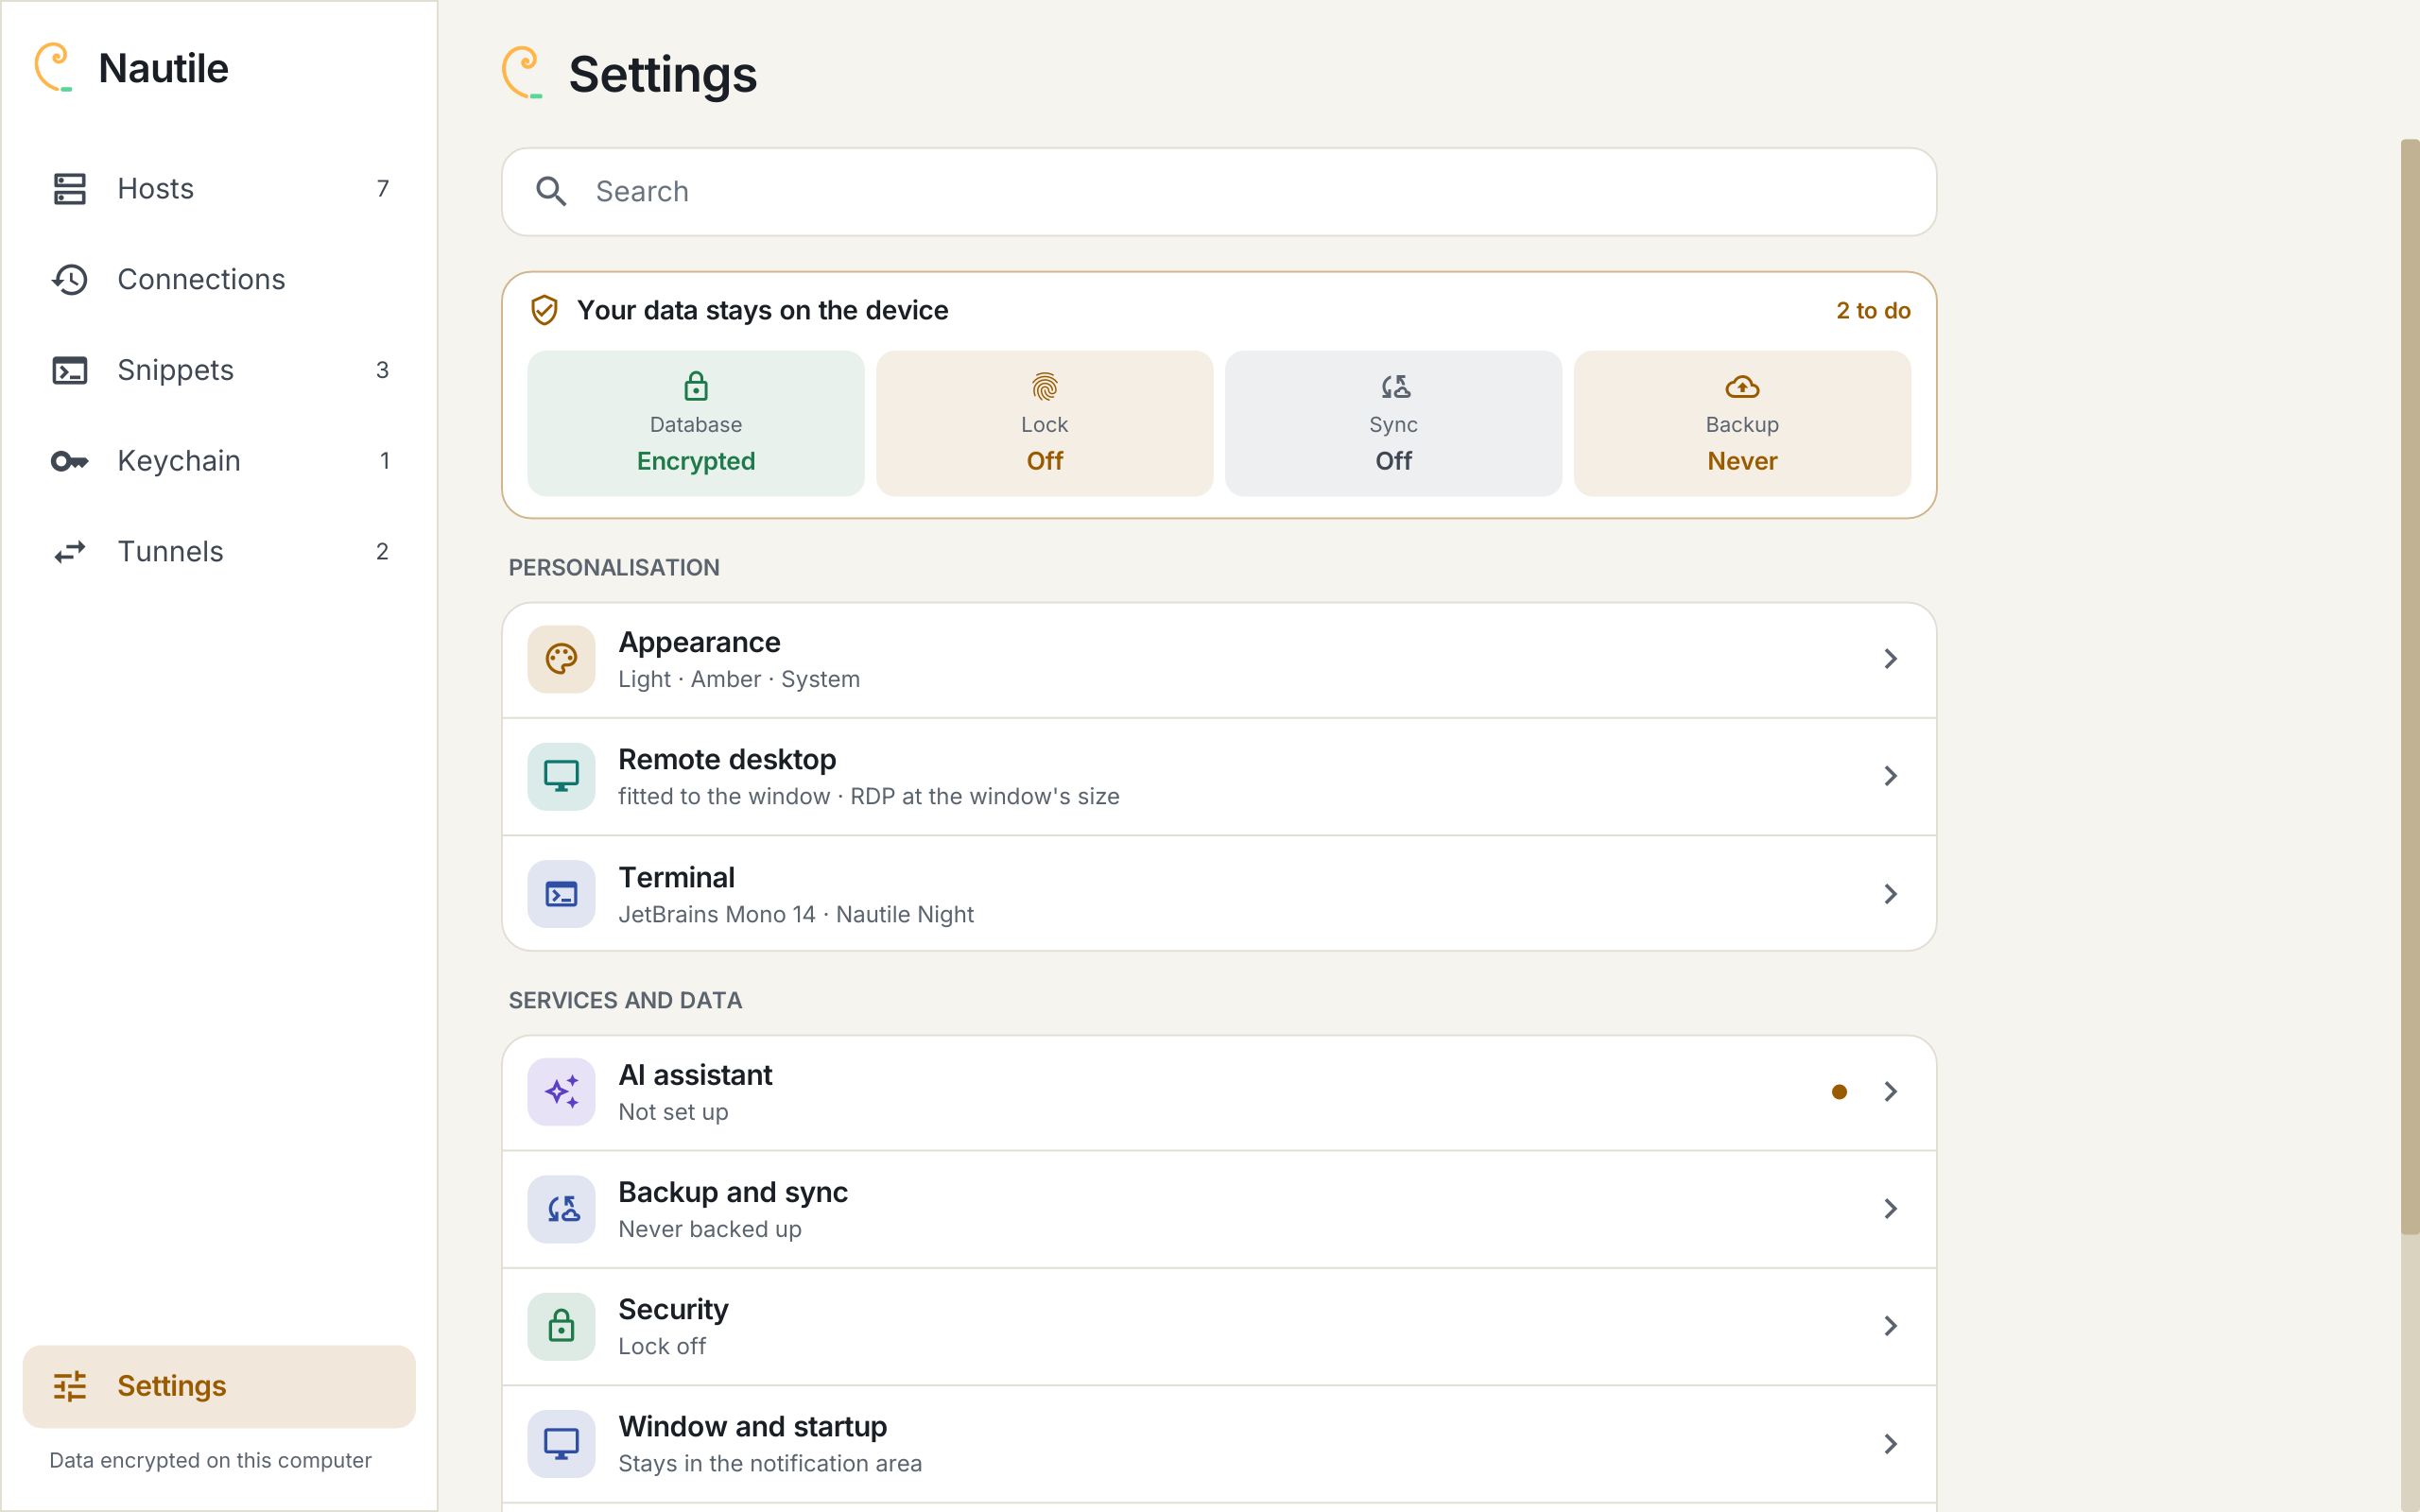 Nautile
Hosts 7
Connections
Snippets 3
Keychain 1
Tunnels 2
Settings
Data encrypted on this computer
Settings
Search
Your data stays on the device
2 to do
Database
Encrypted
Lock
Off
Sync
Off
Backup
Never
PERSONALISATION
Appearance
Light · Amber · System
Remote desktop
fitted to the window · RDP at the window's size
Terminal
JetBrains Mono 14 · Nautile Night
SERVICES AND DATA
AI assistant
Not set up
Backup and sync
Never backed up
Security
Lock off
Window and startup
Stays in the notification area